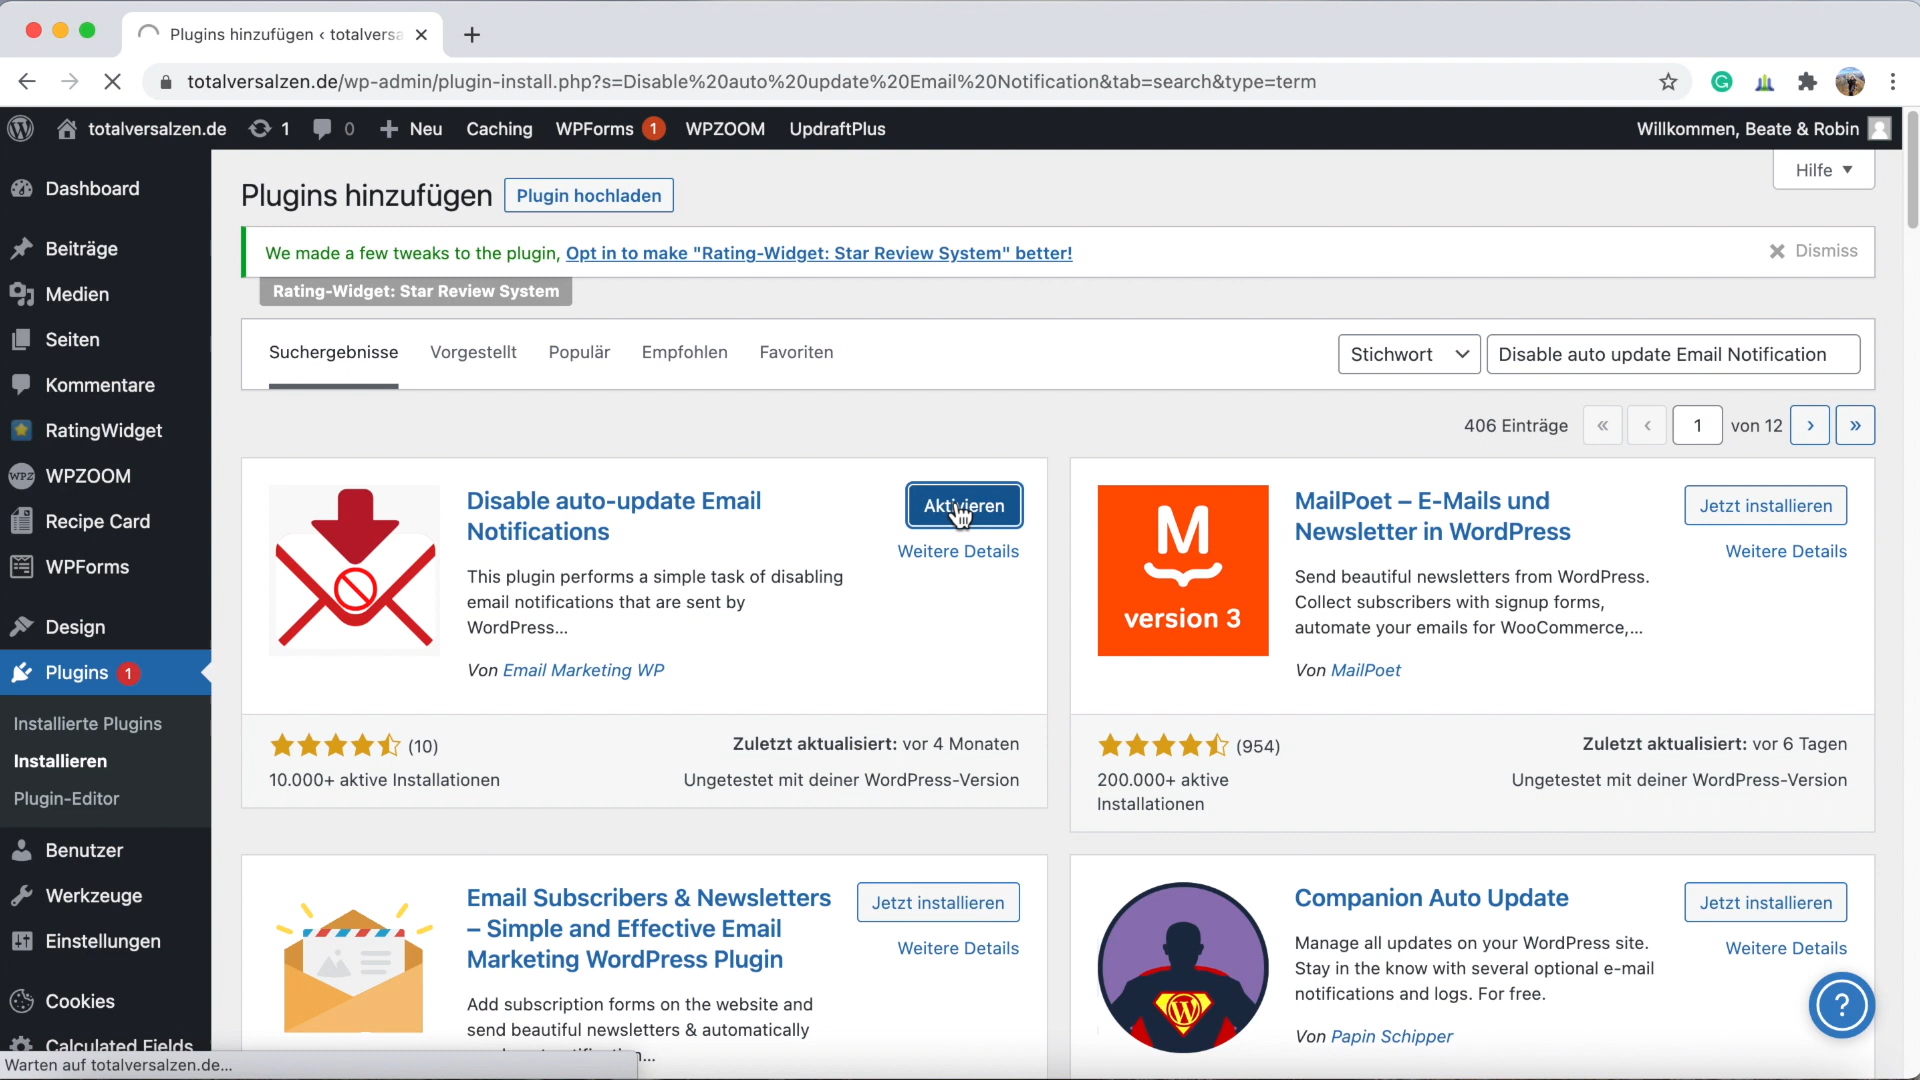 Plugins hinzufügen ‹ totalversa
totalversalzen.de/wp-admin/plugin-install.php?s=Disable%20auto%20update%20Email%20Notification&tab=search&type=term
totalversalzen.de 1 0 Neu Caching WPForms 1 WPZOOM UpdraftPlus Willkommen, Beate & Robin
Dashboard
Beiträge
Medien
Seiten
Kommentare
RatingWidget
WPZOOM
Recipe Card
WPForms
Design
Plugins 1
Installierte Plugins
Installieren
Plugin-Editor
Benutzer
Werkzeuge
Einstellungen
Cookies
Calculated Fields
Warten auf totalversalzen.de...
Hilfe
Plugins hinzufügen Plugin hochladen
We made a few tweaks to the plugin, Opt in to make "Rating-Widget: Star Review System" better! Dismiss
Rating-Widget: Star Review System
Suchergebnisse Vorgestellt Populär Empfohlen Favoriten Stichwort Disable auto update Email Notification
406 Einträge « ‹ 1 von 12 › »
Disable auto-update Email
Notifications
Aktivieren
Weitere Details
This plugin performs a simple task of disabling
email notifications that are sent by
WordPress...
Von Email Marketing WP
(10)
10.000+ aktive Installationen
Zuletzt aktualisiert: vor 4 Monaten
Ungetestet mit deiner WordPress-Version
M
version 3
MailPoet – E-Mails und
Newsletter in WordPress
Jetzt installieren
Weitere Details
Send beautiful newsletters from WordPress.
Collect subscribers with signup forms,
automate your emails for WooCommerce,...
Von MailPoet
(954)
200.000+ aktive
Installationen
Zuletzt aktualisiert: vor 6 Tagen
Ungetestet mit deiner WordPress-Version
Email Subscribers & Newsletters
– Simple and Effective Email
Marketing WordPress Plugin
Jetzt installieren
Weitere Details
Add subscription forms on the website and
send beautiful newsletters & automatically
Companion Auto Update
Jetzt installieren
Weitere Details
Manage all updates on your WordPress site.
Stay in the know with several optional e-mail
notifications and logs. For free.
Von Papin Schipper
?